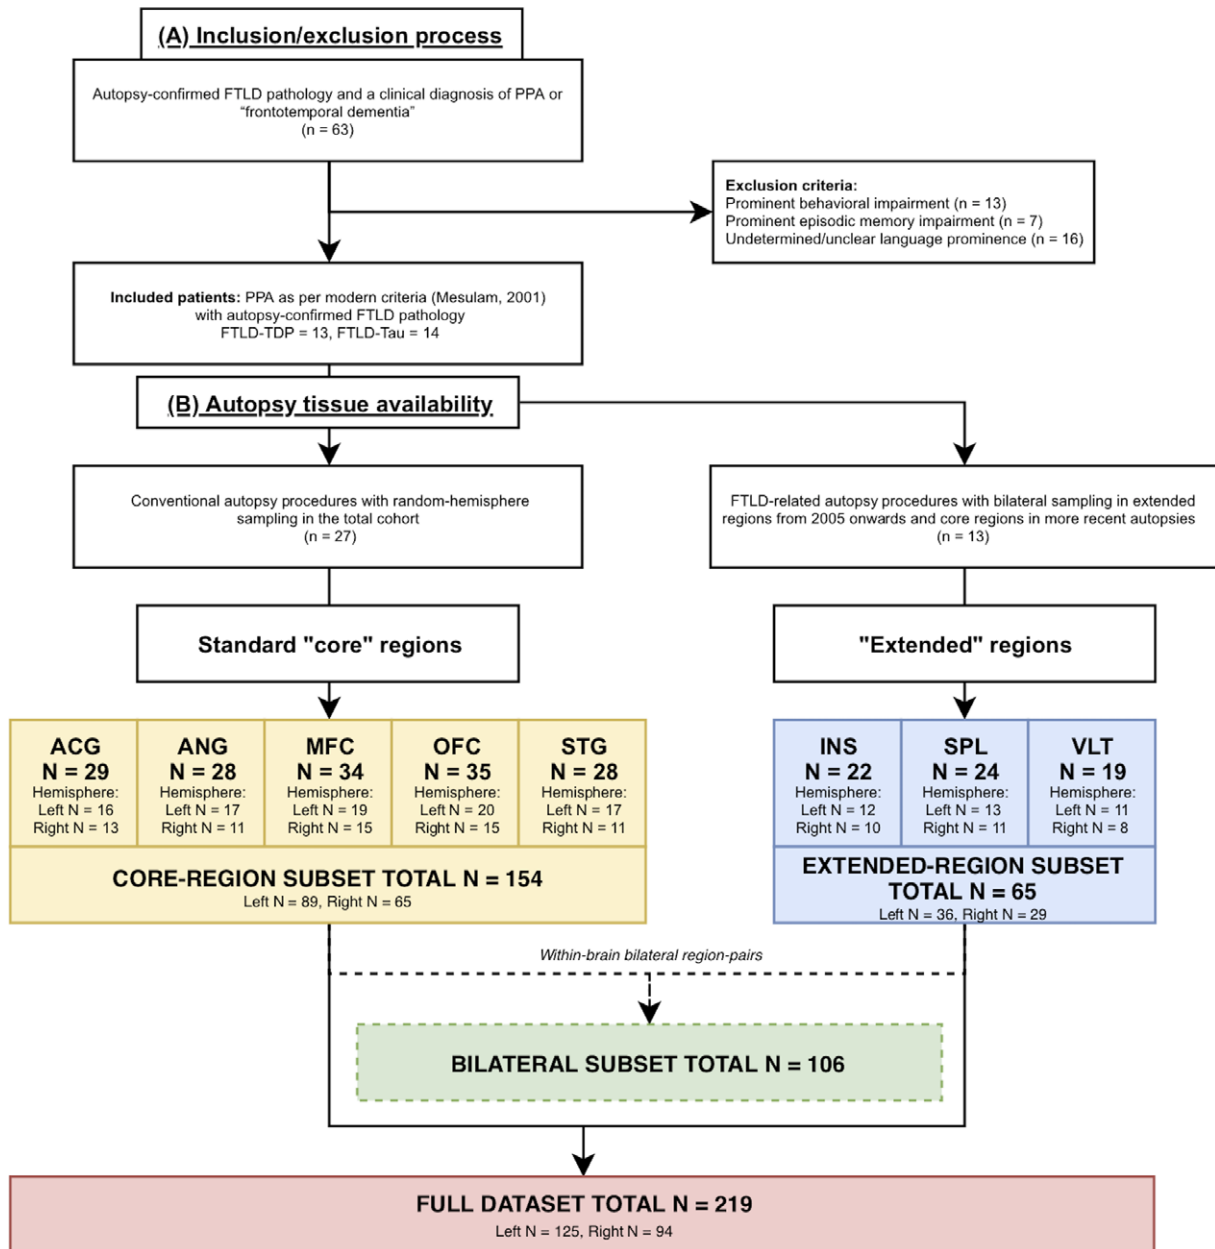 (A) Inclusion/exclusion process
Autopsy-confirmed FTLD pathology and a clinical diagnosis of PPA or
“frontotemporal dementia”
(n = 63)
Exclusion criteria:
Prominent behavioral impairment (n = 13)
Prominent episodic memory impairment (n = 7)
Undetermined/unclear language prominence (n = 16)
Included patients: PPA as per modern criteria (Mesulam, 2001)
with autopsy-confirmed FTLD pathology
FTLD-TDP = 13, FTLD-Tau = 14
(B) Autopsy tissue availability
Conventional autopsy procedures with random-hemisphere
sampling in the total cohort
(n = 27)
FTLD-related autopsy procedures with bilateral sampling in extended
regions from 2005 onwards and core regions in more recent autopsies
(n = 13)
Standard "core" regions
"Extended" regions
ACG
N = 29
Hemisphere:
Left N = 16
Right N = 13
ANG
N = 28
Hemisphere:
Left N = 17
Right N = 11
MFC
N = 34
Hemisphere:
Left N = 19
Right N = 15
OFC
N = 35
Hemisphere:
Left N = 20
Right N = 15
STG
N = 28
Hemisphere:
Left N = 17
Right N = 11
INS
N = 22
Hemisphere:
Left N = 12
Right N = 10
SPL
N = 24
Hemisphere:
Left N = 13
Right N = 11
VLT
N = 19
Hemisphere:
Left N = 11
Right N = 8
CORE-REGION SUBSET TOTAL N = 154
Left N = 89, Right N = 65
EXTENDED-REGION SUBSET
TOTAL N = 65
Left N = 36, Right N = 29
Within-brain bilateral region-pairs
BILATERAL SUBSET TOTAL N = 106
FULL DATASET TOTAL N = 219
Left N = 125, Right N = 94